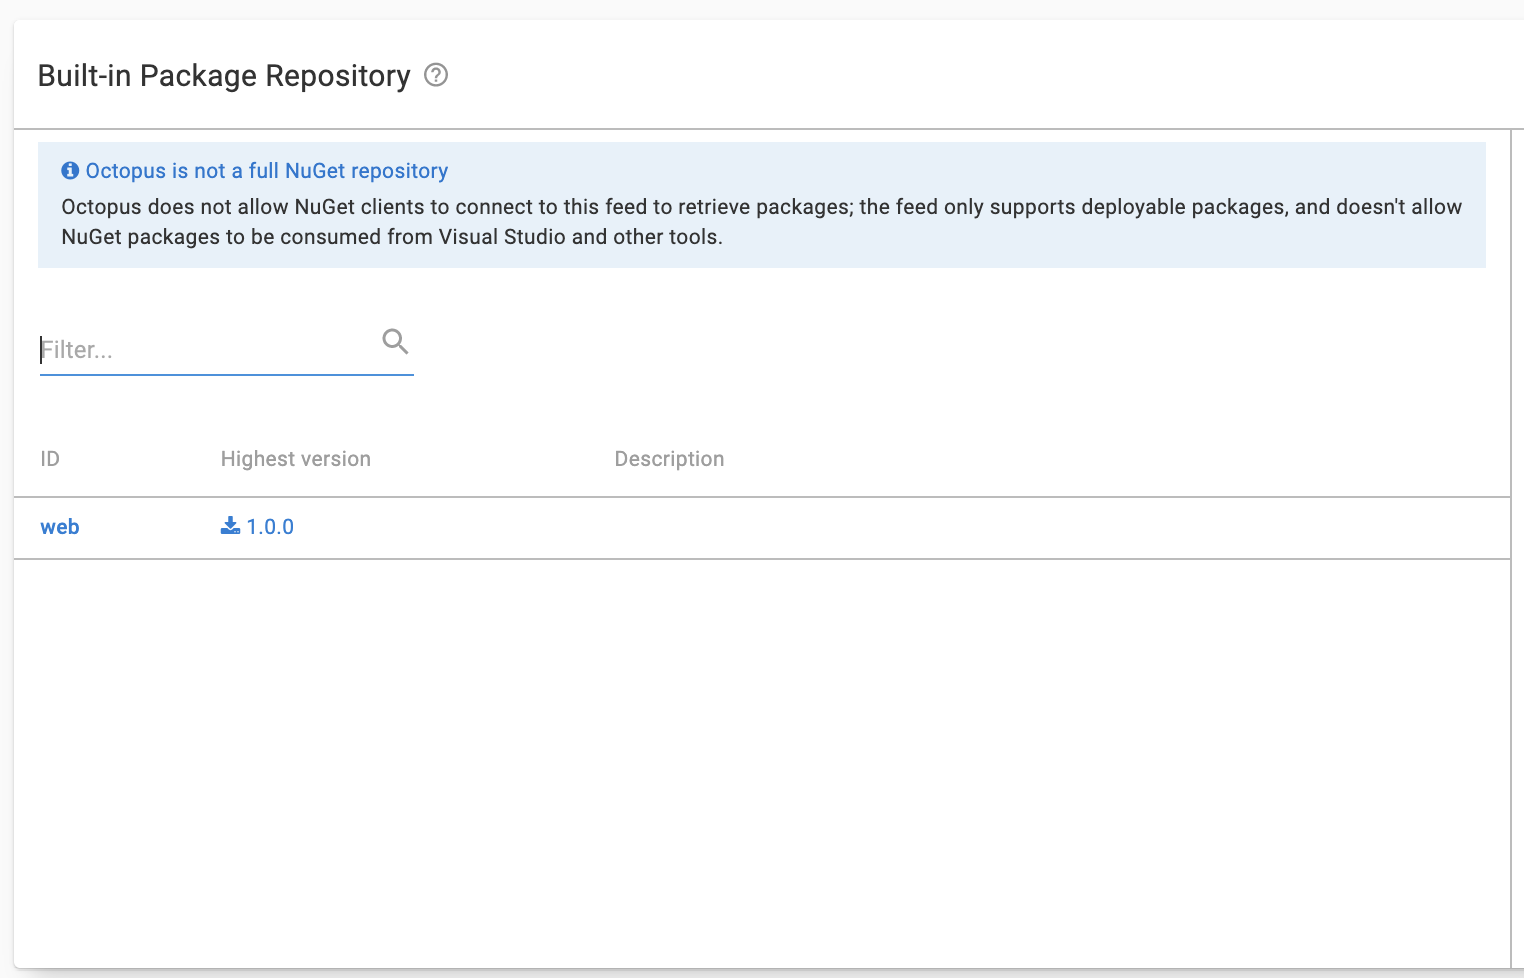 Built-in Package Repository
Octopus is not a full NuGet repository
Octopus does not allow NuGet clients to connect to this feed to retrieve packages; the feed only supports deployable packages, and doesn't allow
NuGet packages to be consumed from Visual Studio and other tools.
Filter...
ID Highest version Description
web 1.0.0